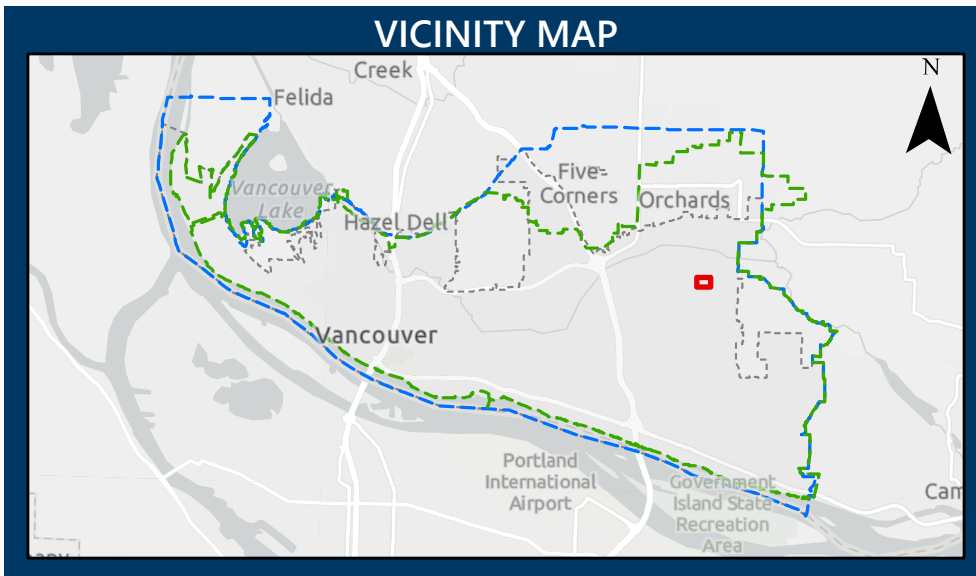 VICINITY MAP
N
Creek
Felida
Five
Corners
Vancouver
Lake
Orchards
Hazel Dell
Vancouver
Portland
International
Airport
Government
Island State
Recreation
Area
Cam